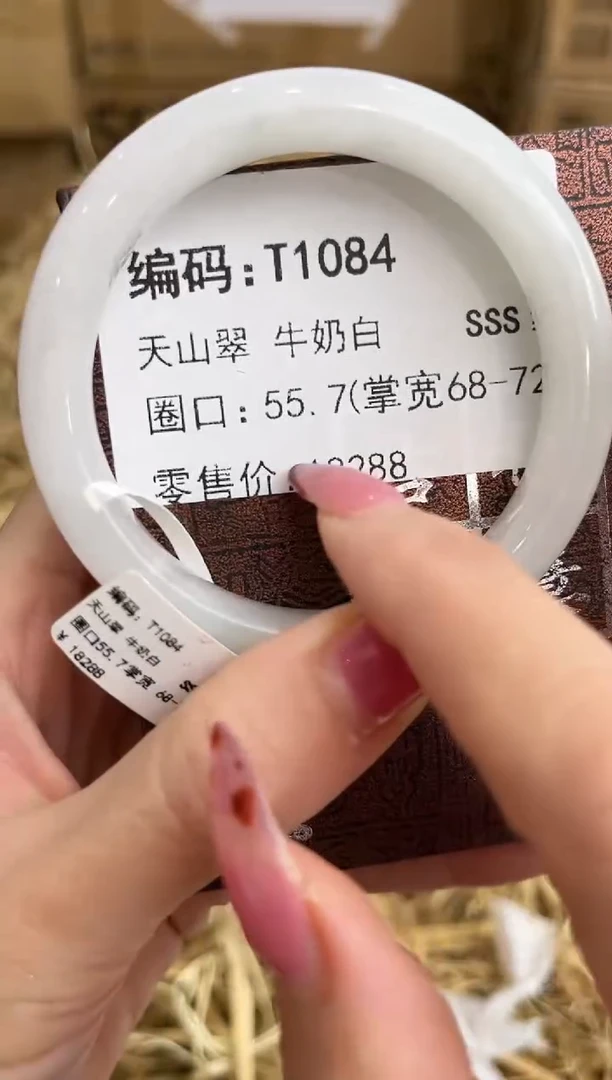 编码：T1084
天山翠 牛奶白 SSS
圈口：55.7(掌宽68-72
零售价 18288
编码：T1084
天山翠 牛奶白
圈口55.7掌宽 68-
￥18288